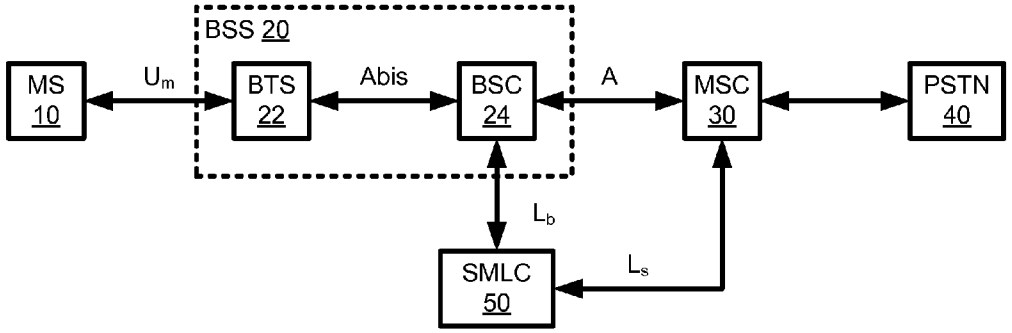 BSS 20
MS
10
Um
BTS
22
Abis
BSC
24
A
MSC
30
PSTN
40
Lb
SMLC
50
Ls